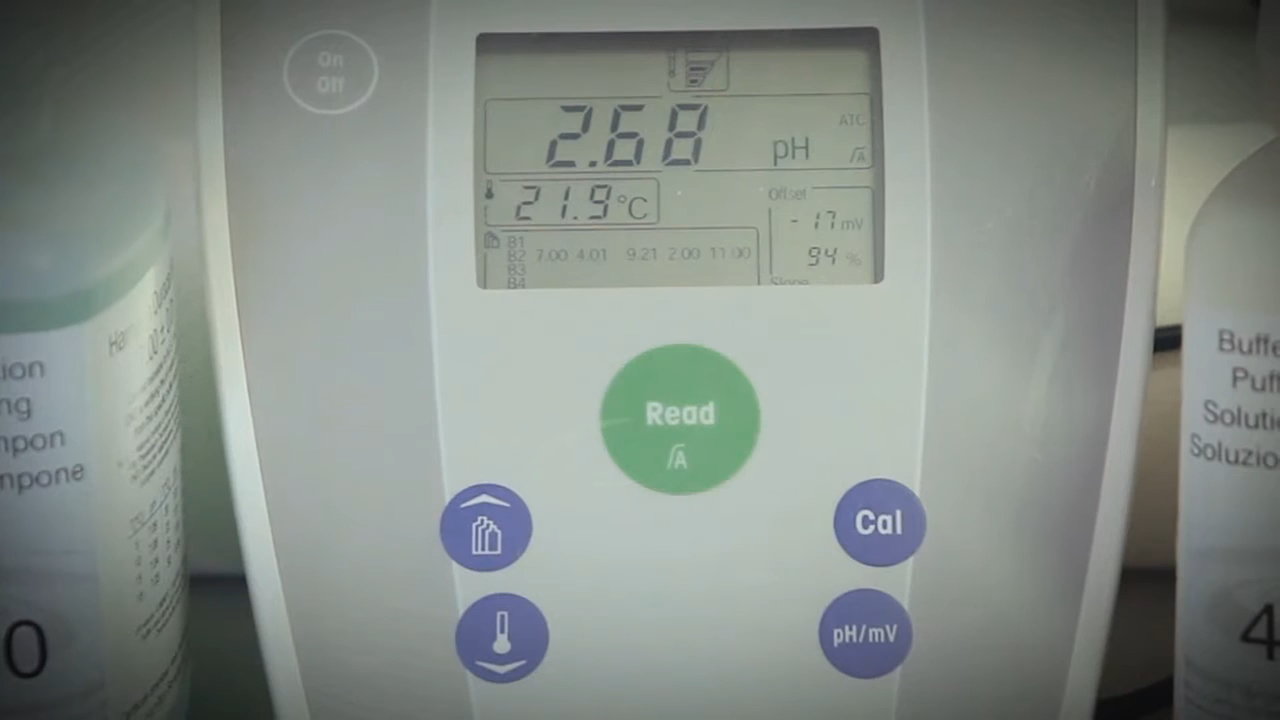 On
Off
2.68 pH
ATC
A
21.9°C
Offset
-17 mV
94 %
Slope
B1
B2 7.00 4.01 9.21 2.00 11.00
B3
B4
Read
A
Cal
pH/mV
ion
ng
mpon
mpone
0
Buffe
Puff
Soluti
Soluzio
4